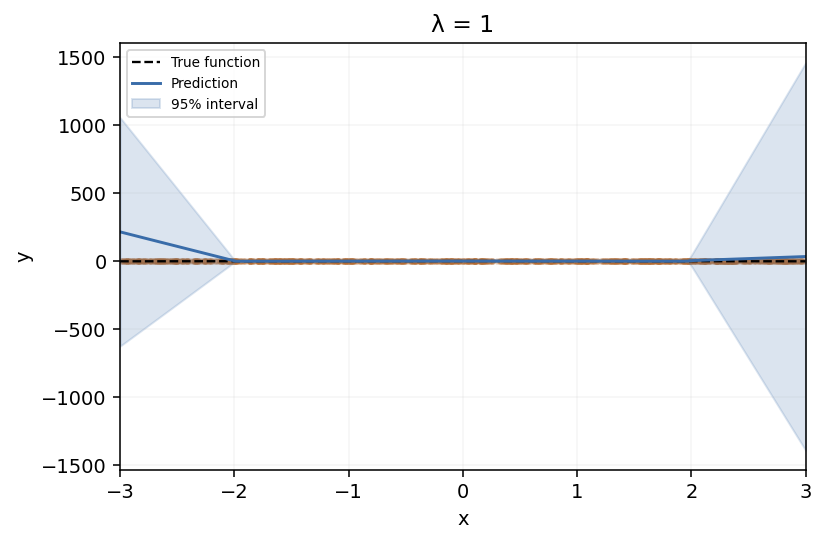 λ = 1
True function
Prediction
95% interval
1500
1000
500
0
−500
−1000
−1500
y
−3 −2 −1 0 1 2 3
x